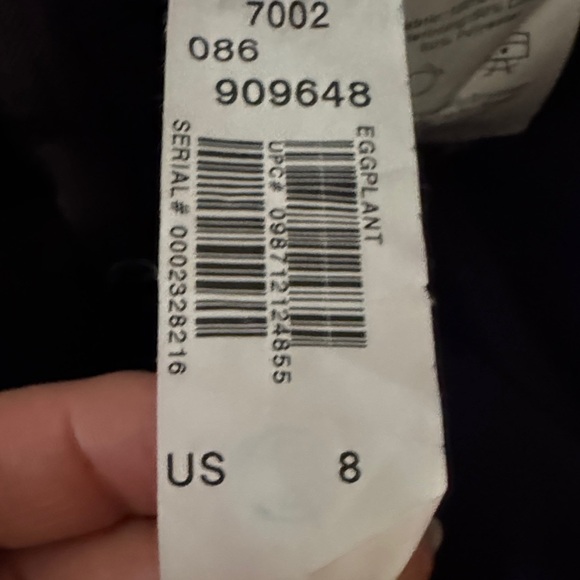 7002
086
909648
EGGPLANT
UPC# 098712124855
SERIAL# 0002328216
US 8